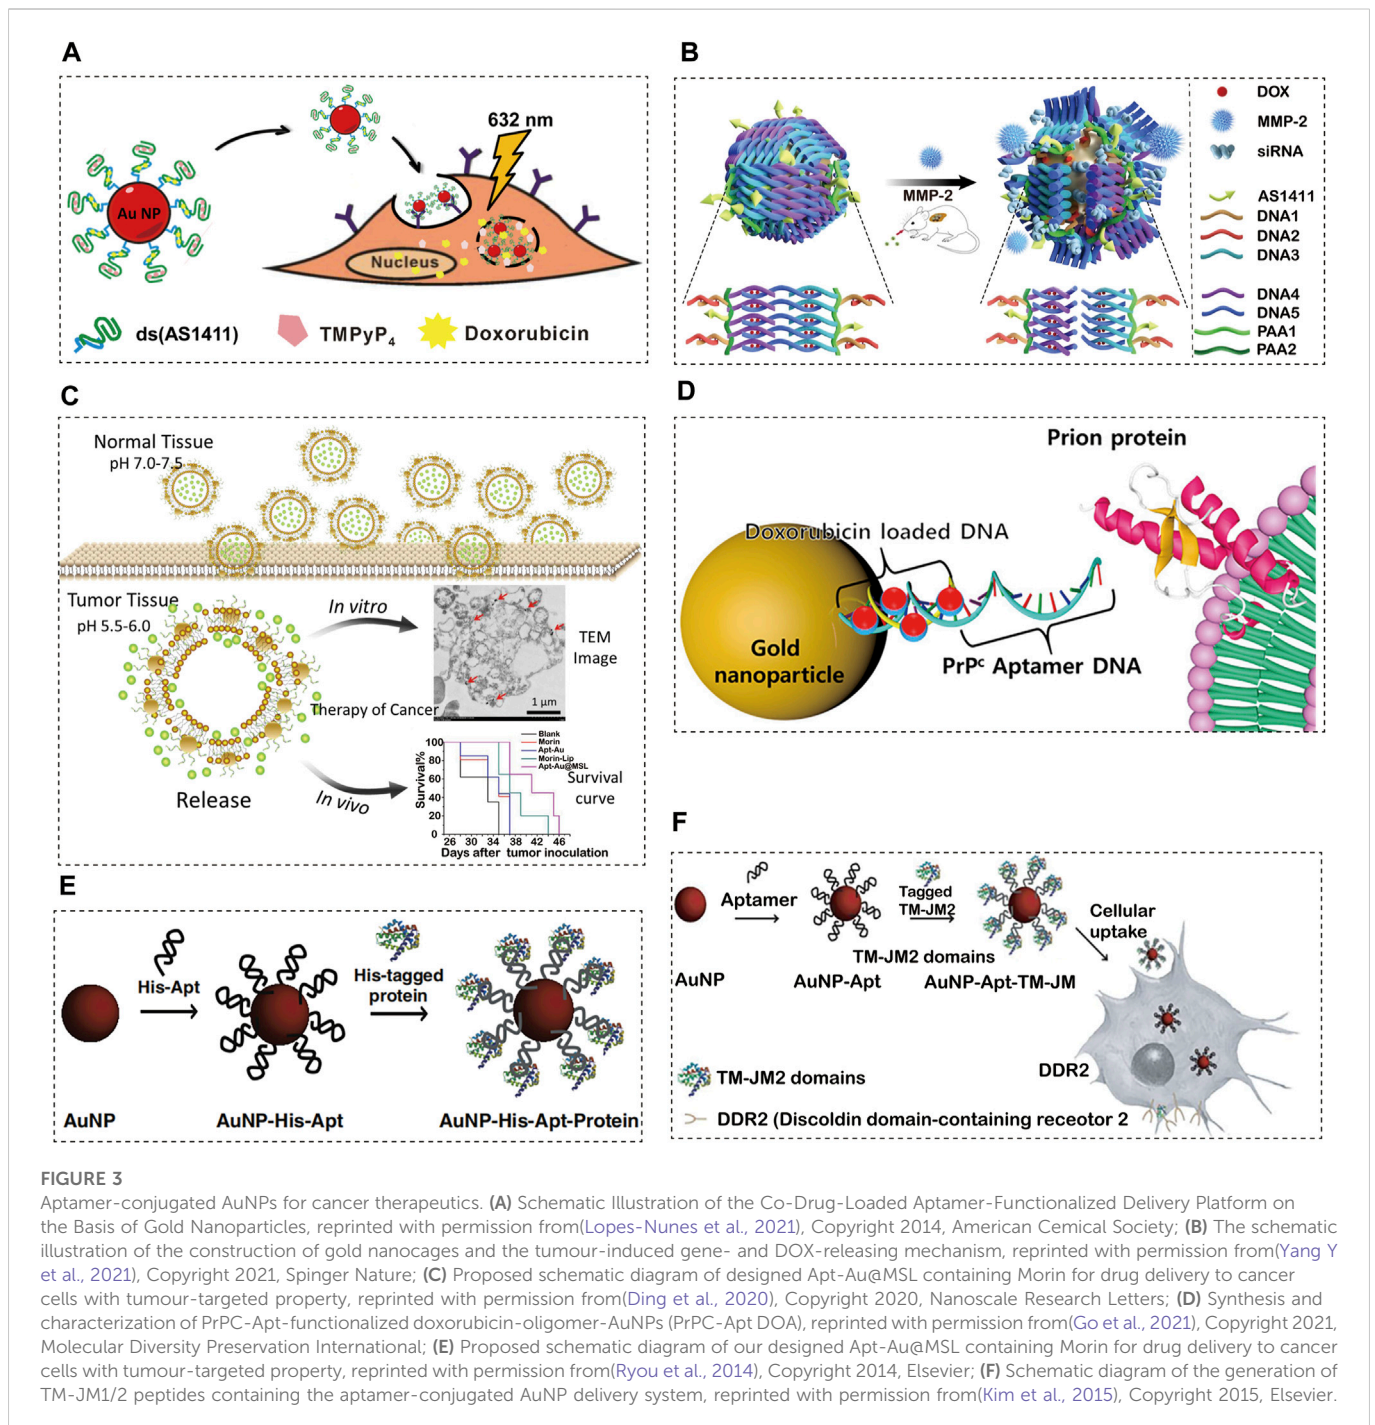 A
632 nm
Au NP
Nucleus
ds(AS1411)
TMPyP4
Doxorubicin
B
MMP-2
DOX
MMP-2
siRNA
AS1411
DNA1
DNA2
DNA3
DNA4
DNA5
PAA1
PAA2
C
Normal Tissue
pH 7.0-7.5
Tumor Tissue
pH 5.5-6.0
In vitro
TEM
Image
1 μm
Therapy of Cancer
Release
In vivo
Blank
Morin
Apt-Au
Morin-Lip
Apt-Au@MSL
Survival%
100
80
60
40
20
0
26 30 34 38 42 46
Days after tumor inoculation
Survival
curve
D
Prion protein
Doxorubicin loaded DNA
Gold
nanoparticle
PrPc Aptamer DNA
E
His-Apt
His-tagged
protein
AuNP
AuNP-His-Apt
AuNP-His-Apt-Protein
F
Aptamer
Tagged
TM-JM2
Cellular
uptake
TM-JM2 domains
AuNP
AuNP-Apt
AuNP-Apt-TM-JM
DDR2
TM-JM2 domains
DDR2 (Discoldin domain-containing receotor 2
FIGURE 3
Aptamer-conjugated AuNPs for cancer therapeutics. (A) Schematic Illustration of the Co-Drug-Loaded Aptamer-Functionalized Delivery Platform on
the Basis of Gold Nanoparticles, reprinted with permission from(Lopes-Nunes et al., 2021), Copyright 2014, American Cemical Society; (B) The schematic
illustration of the construction of gold nanocages and the tumour-induced gene- and DOX-releasing mechanism, reprinted with permission from(Yang Y
et al., 2021), Copyright 2021, Spinger Nature; (C) Proposed schematic diagram of designed Apt-Au@MSL containing Morin for drug delivery to cancer
cells with tumour-targeted property, reprinted with permission from(Ding et al., 2020), Copyright 2020, Nanoscale Research Letters; (D) Synthesis and
characterization of PrPC-Apt-functionalized doxorubicin-oligomer-AuNPs (PrPC-Apt DOA), reprinted with permission from(Go et al., 2021), Copyright 2021,
Molecular Diversity Preservation International; (E) Proposed schematic diagram of our designed Apt-Au@MSL containing Morin for drug delivery to cancer
cells with tumour-targeted property, reprinted with permission from(Ryou et al., 2014), Copyright 2014, Elsevier; (F) Schematic diagram of the generation of
TM-JM1/2 peptides containing the aptamer-conjugated AuNP delivery system, reprinted with permission from(Kim et al., 2015), Copyright 2015, Elsevier.